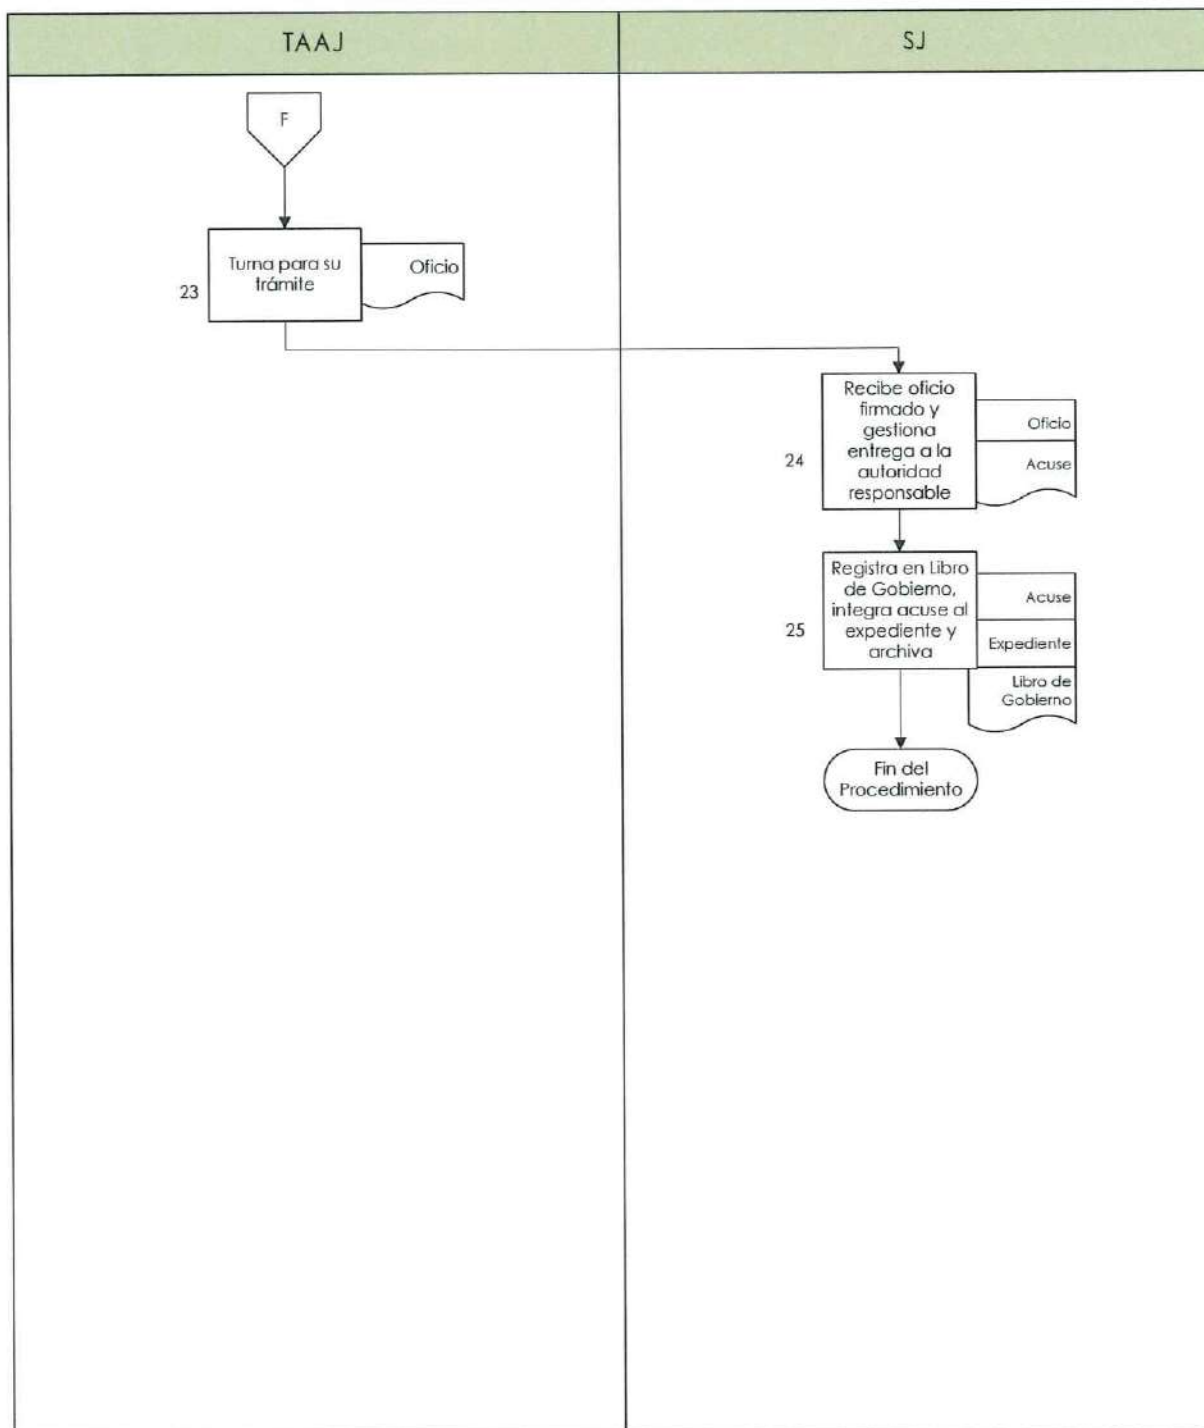 TAAJ
SJ
F
Turna para su
trámite
Oficio
23
Recibe oficio
firmado y
gestiona
entrega a la
autoridad
responsable
Oficio
Acuse
24
Registra en Libro
de Gobierno,
integra acuse al
expediente y
archiva
Acuse
Expediente
Libro de
Gobierno
25
Fin del
Procedimiento